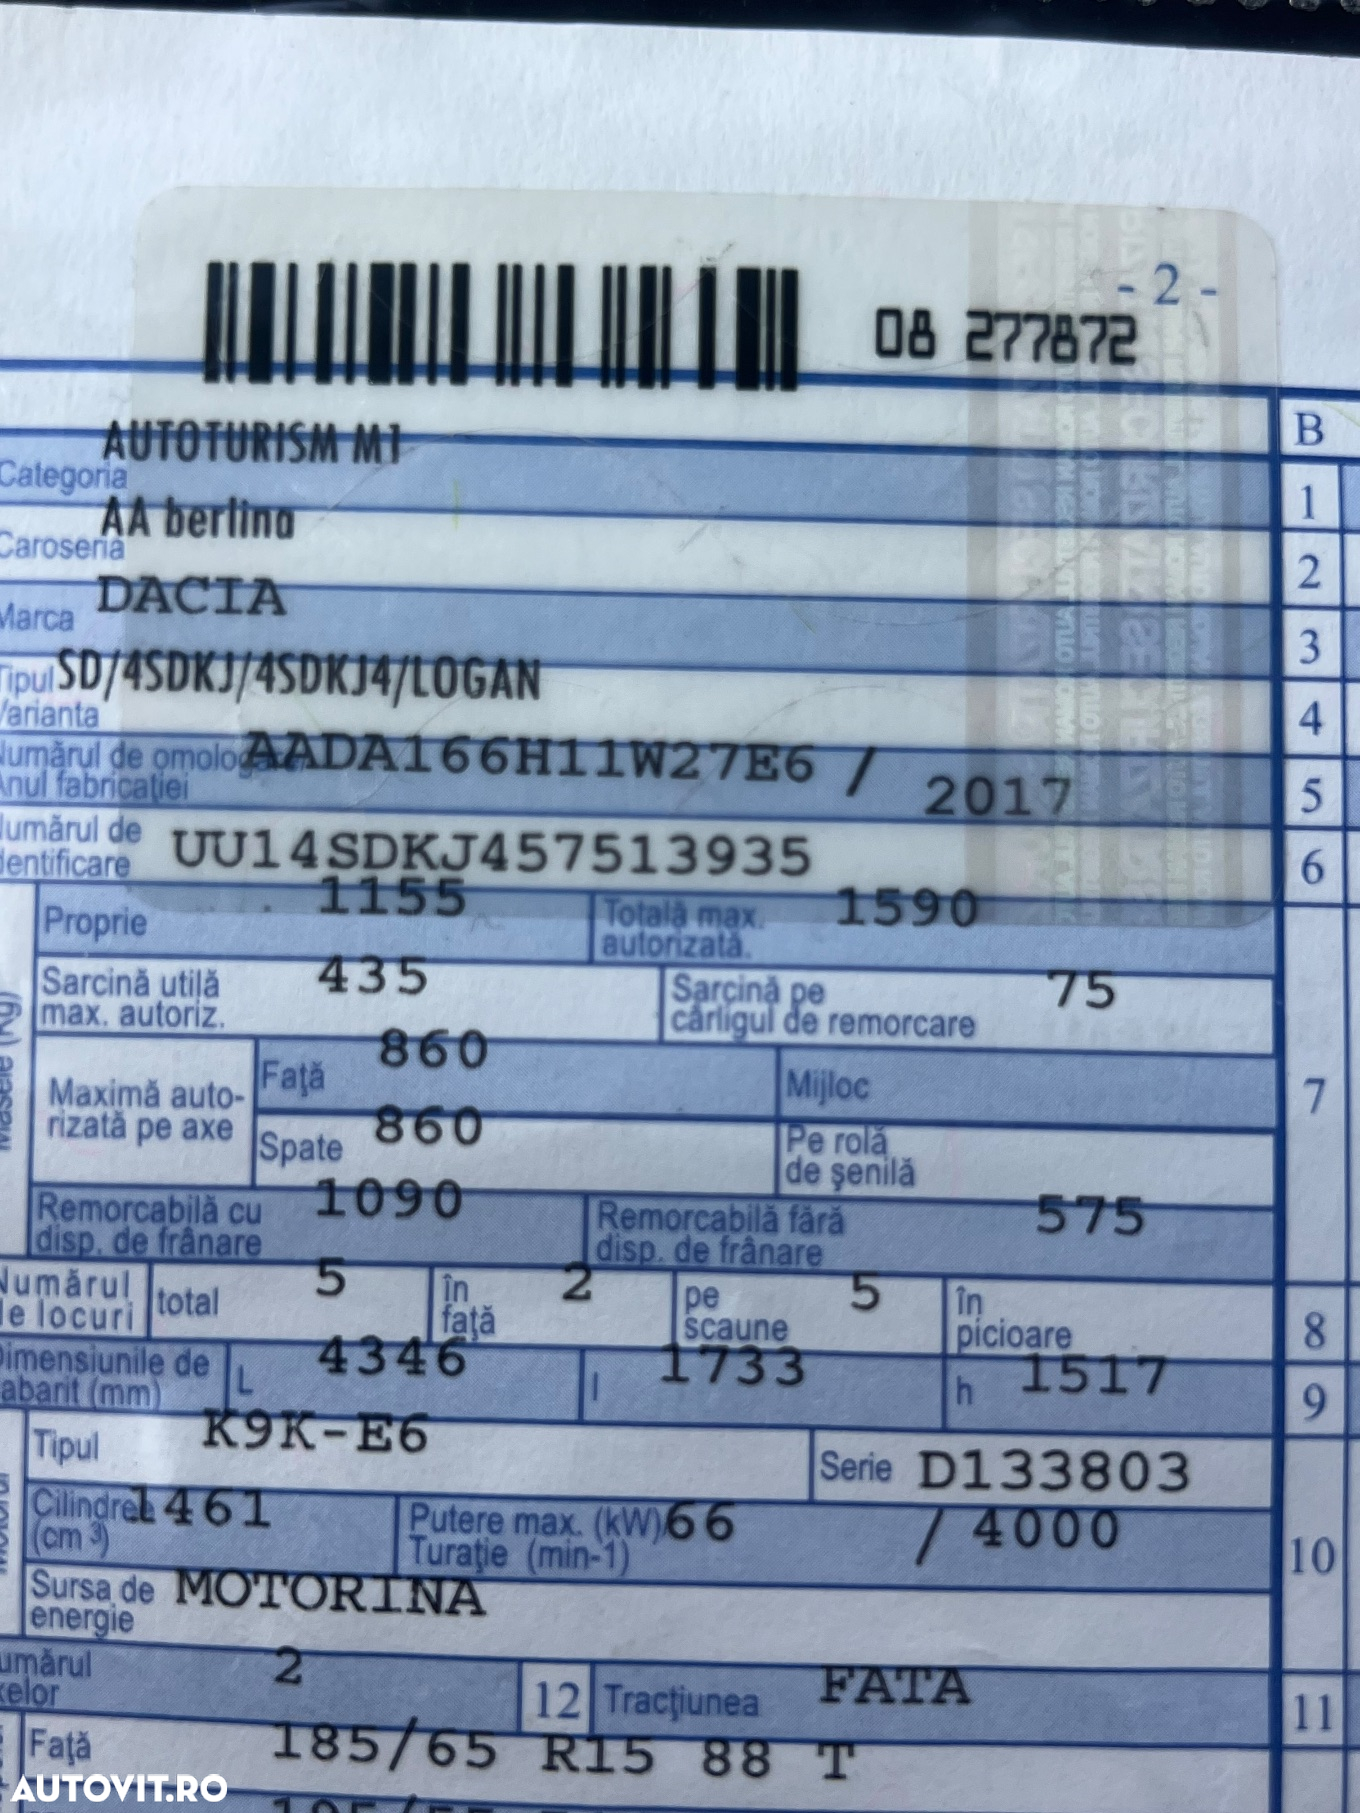 - 2 -
08 277872
B
AUTOTURISM M1
Categoria
1
AA berlina
Caroseria
2
DACIA
Marca
3
SD/4SDKJ/4SDKJ4/LOGAN
Tipul
Varianta
4
AADA166H11W27E6 / 2017
Numărul de
Anul fabricației
5
Numărul de
identificare
UU14SDKJ457513935
6
Proprie 1155 Totală max. autorizată. 1590
Sarcină utilă max. autoriz. 435 Sarcină pe cârligul de remorcare 75
Maximă auto-
rizată pe axe
Față 860 Mijloc
7
Spate 860 Pe rolă de șenilă
Remorcabilă cu disp. de frânare 1090 Remorcabilă fără disp. de frânare 575
Numărul de locuri total 5 în față 2 pe scaune 5 în picioare
8
Dimensiunile de gabarit (mm) L 4346 l 1733 h 1517
9
Tipul K9K-E6 Serie D133803
Cilindree (cm³) 1461 Putere max. (kW) Turație (min-1) 66 / 4000
10
Sursa de energie MOTORINA
2 12 Tracțiunea FATA
11
Față 185/65 R15 88 T
AUTOVIT.RO